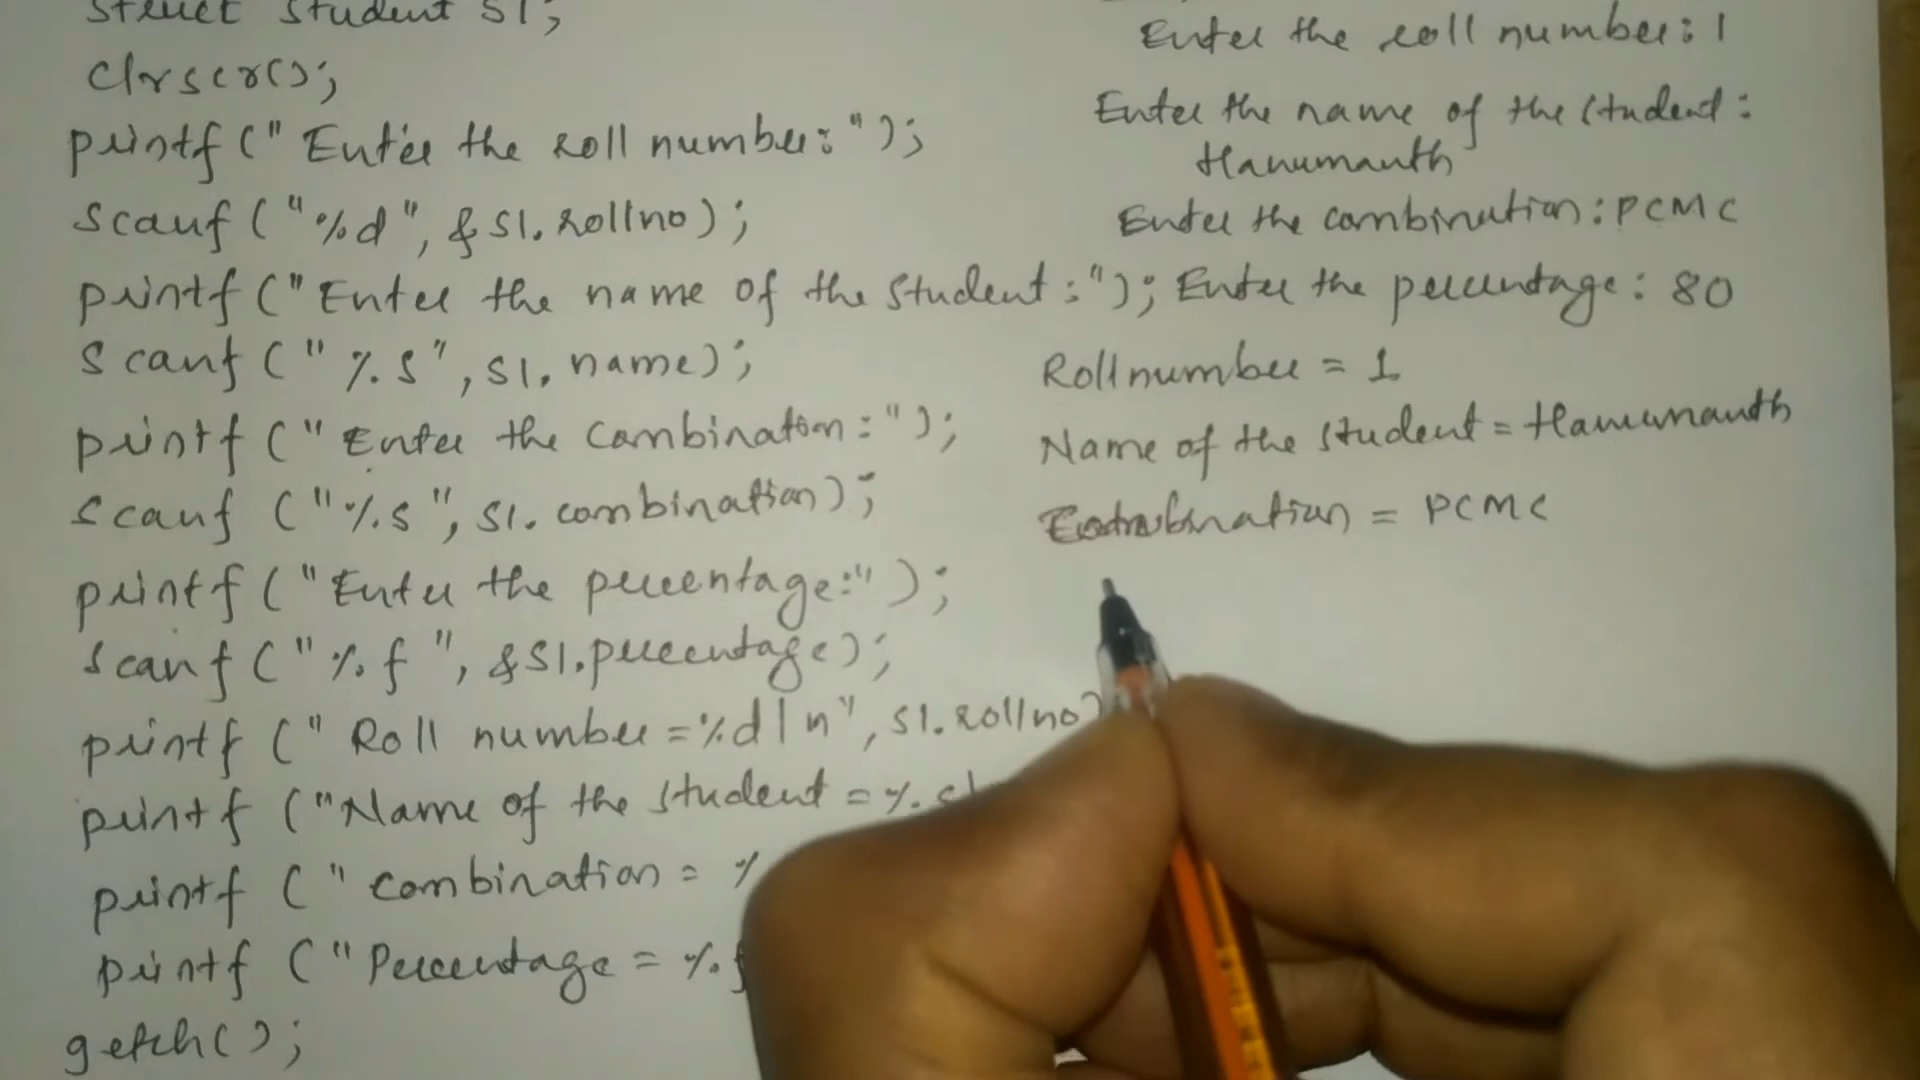 struct student S1;
clrscr();
printf("Enter the roll number:");
scanf("%d", &S1.rollno);
printf("Enter the name of the student:");
scanf("%s", S1.name);
printf("Enter the combination:");
scanf("%s", S1.combination);
printf("Enter the percentage:");
scanf("%f", &S1.percentage);
printf("Roll number=%d\n", S1.rollno)
printf("Name of the student=%s\
printf("combination = %
printf("Percentage = %f
getch();
Enter the roll number: 1
Enter the name of the student:
Hanumanth
Enter the combination: PCMC
Enter the percentage: 80
Roll number = 1
Name of the student = Hanumanth
Combination = PCMC